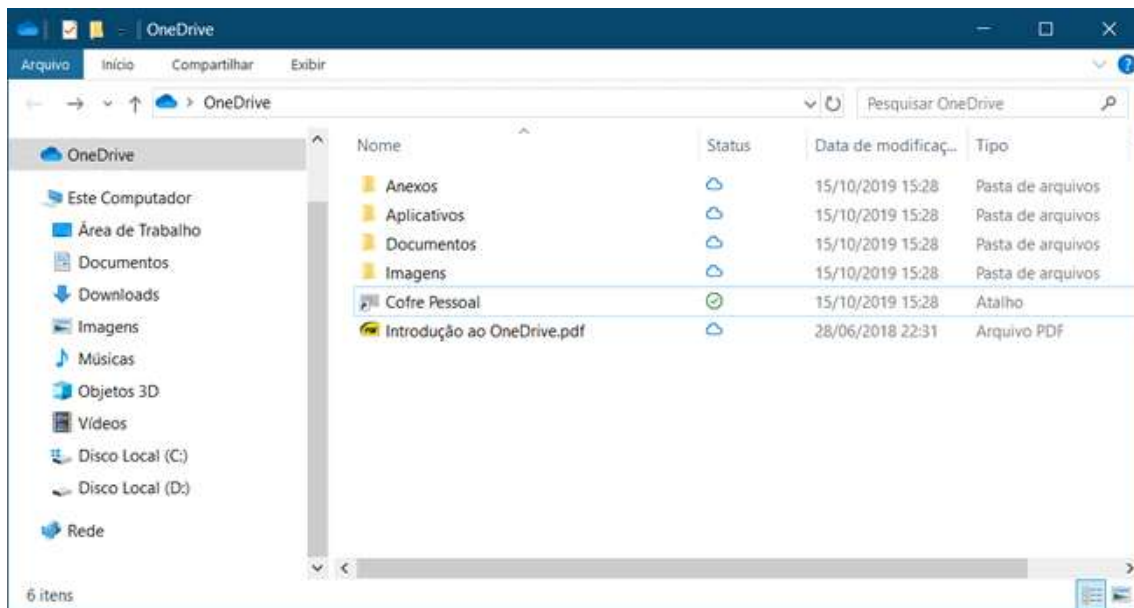 OneDrive
Arquivo Início Compartilhar Exibir
OneDrive Pesquisar OneDrive
OneDrive
Este Computador
Área de Trabalho
Documentos
Downloads
Imagens
Músicas
Objetos 3D
Vídeos
Disco Local (C:)
Disco Local (D:)
Rede
Nome Status Data de modificaç... Tipo
Anexos 15/10/2019 15:28 Pasta de arquivos
Aplicativos 15/10/2019 15:28 Pasta de arquivos
Documentos 15/10/2019 15:28 Pasta de arquivos
Imagens 15/10/2019 15:28 Pasta de arquivos
Cofre Pessoal 15/10/2019 15:28 Atalho
Introdução ao OneDrive.pdf 28/06/2018 22:31 Arquivo PDF
6 itens